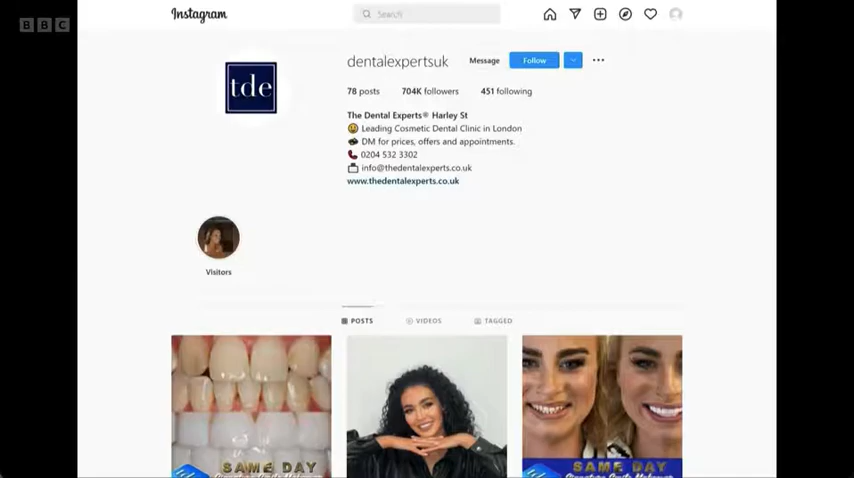 BBC
Instagram
Search
dentalexpertsuk Message Follow
78 posts 704K followers 451 following
The Dental Experts® Harley St
Leading Cosmetic Dental Clinic in London
DM for prices, offers and appointments.
0204 532 3302
info@thedentalexperts.co.uk
www.thedentalexperts.co.uk
tde
Visitors
POSTS VIDEOS TAGGED
SAME DAY
SAME DAY